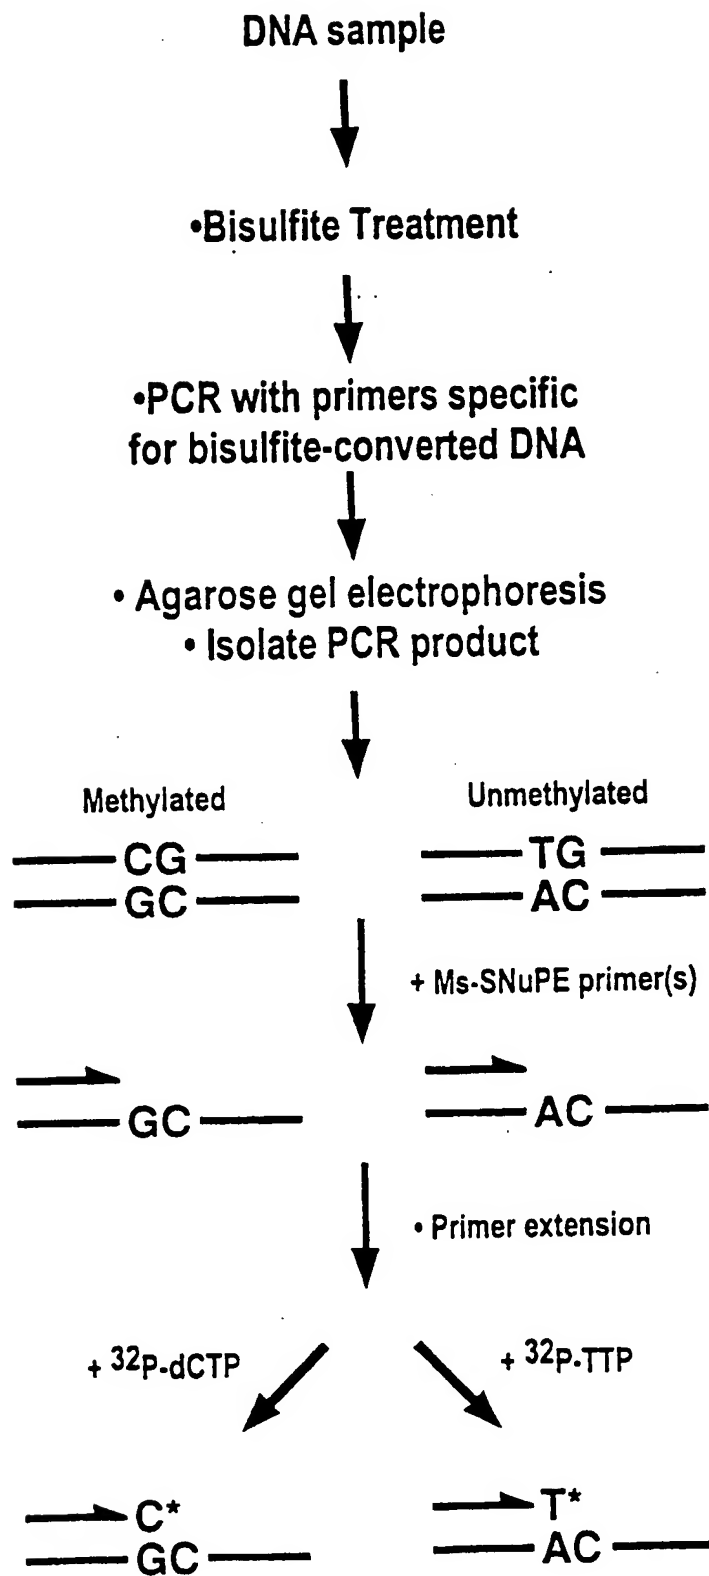 DNA sample
•Bisulfite Treatment
•PCR with primers specific
for bisulfite-converted DNA
• Agarose gel electrophoresis
• Isolate PCR product
Methylated
Unmethylated
CG
GC
TG
AC
+ Ms-SNuPE primer(s)
GC
AC
• Primer extension
+ 32P-dCTP
+ 32P-TTP
C*
GC
T*
AC